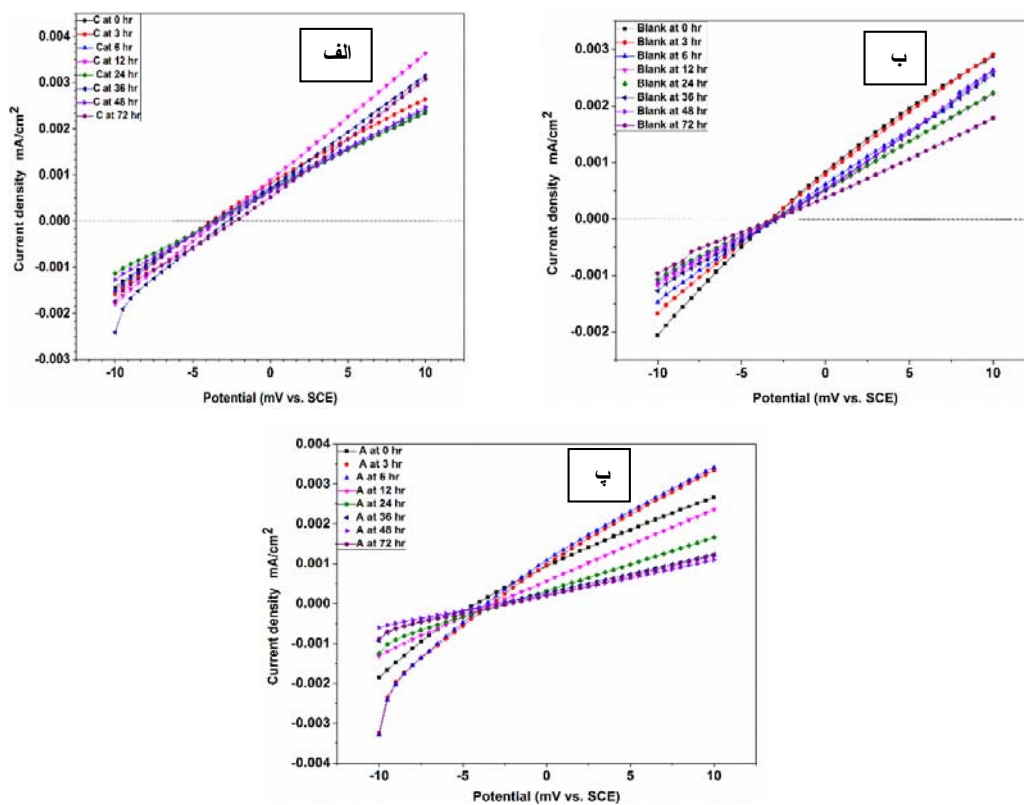 C at 0 hr
C at 3 hr
Cat 6 hr
C at 12 hr
Cat 24 hr
C at 36 hr
C at 48 hr
C at 72 hr
الف
0.004
0.003
0.002
0.001
0.000
-0.001
-0.002
-0.003
Current density mA/cm2
-10 -5 0 5 10
Potential (mV vs. SCE)
Blank at 0 hr
Blank at 3 hr
Blank at 6 hr
Blank at 12 hr
Blank at 24 hr
Blank at 36 hr
Blank at 48 hr
Blank at 72 hr
ب
0.003
0.002
0.001
0.000
-0.001
-0.002
Current density mA/cm2
-10 -5 0 5 10
Potential (mV vs. SCE)
A at 0 hr
A at 3 hr
A at 6 hr
A at 12 hr
A at 24 hr
A at 36 hr
A at 48 hr
A at 72 hr
پ
0.004
0.003
0.002
0.001
0.000
-0.001
-0.002
-0.003
-0.004
Current density mA/cm2
-10 -5 0 5 10
Potential (mV vs. SCE)